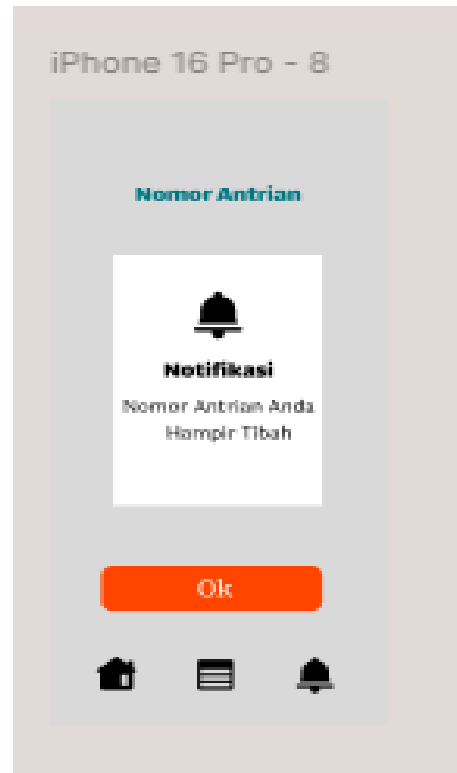 iPhone 16 Pro - 8
Nomor Antrian
Notifikasi
Nomor Antrian Anda
Hampir Tibah
Ok